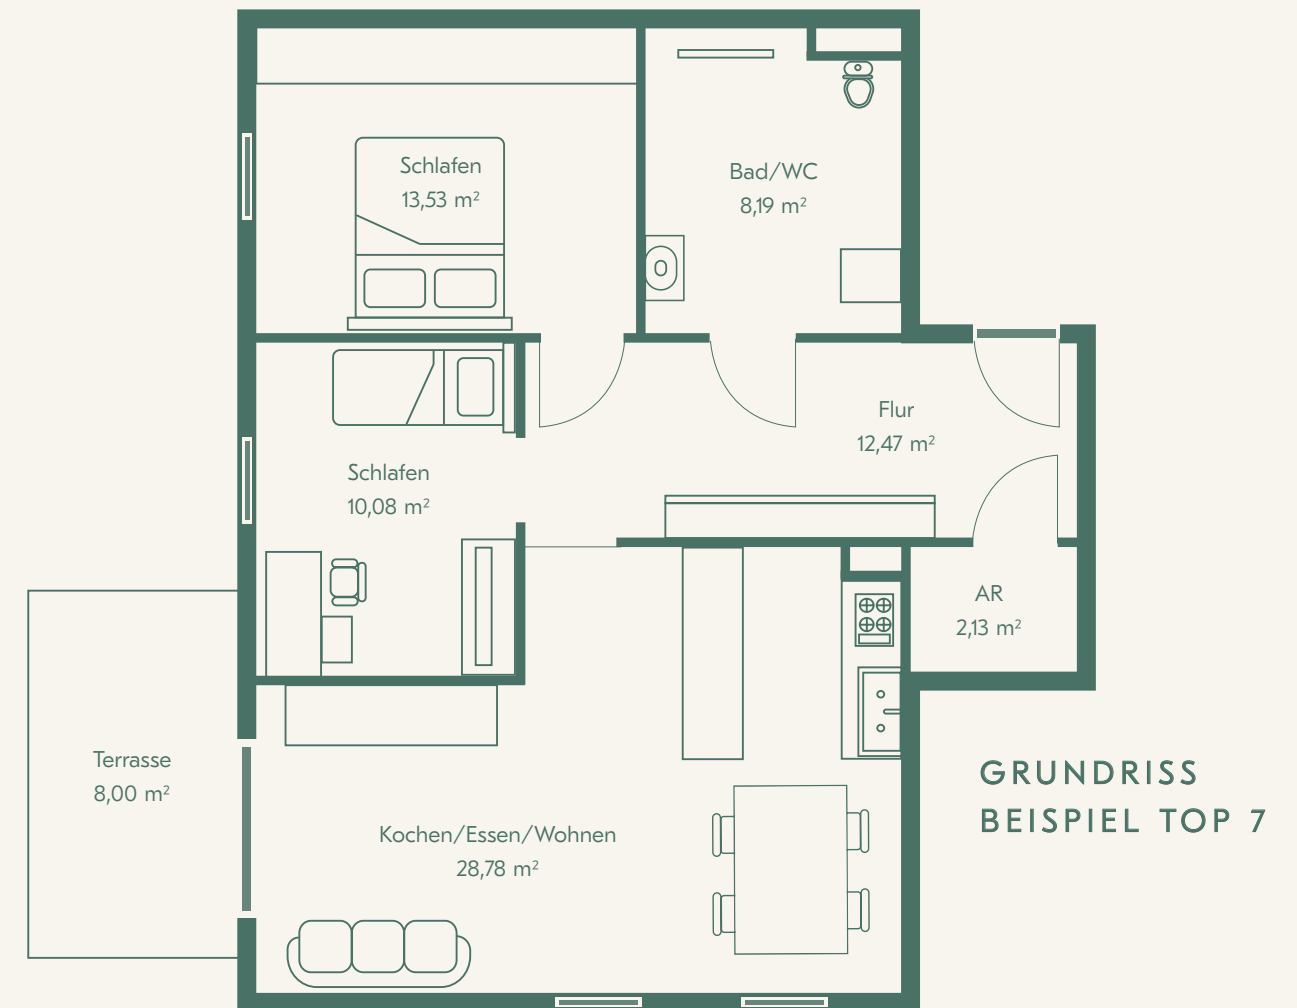 Schlafen
13,53 m²
Bad/WC
8,19 m²
Flur
12,47 m²
Schlafen
10,08 m²
AR
2,13 m²
Terrasse
8,00 m²
Kochen/Essen/Wohnen
28,78 m²
GRUNDRISS
BEISPIEL TOP 7